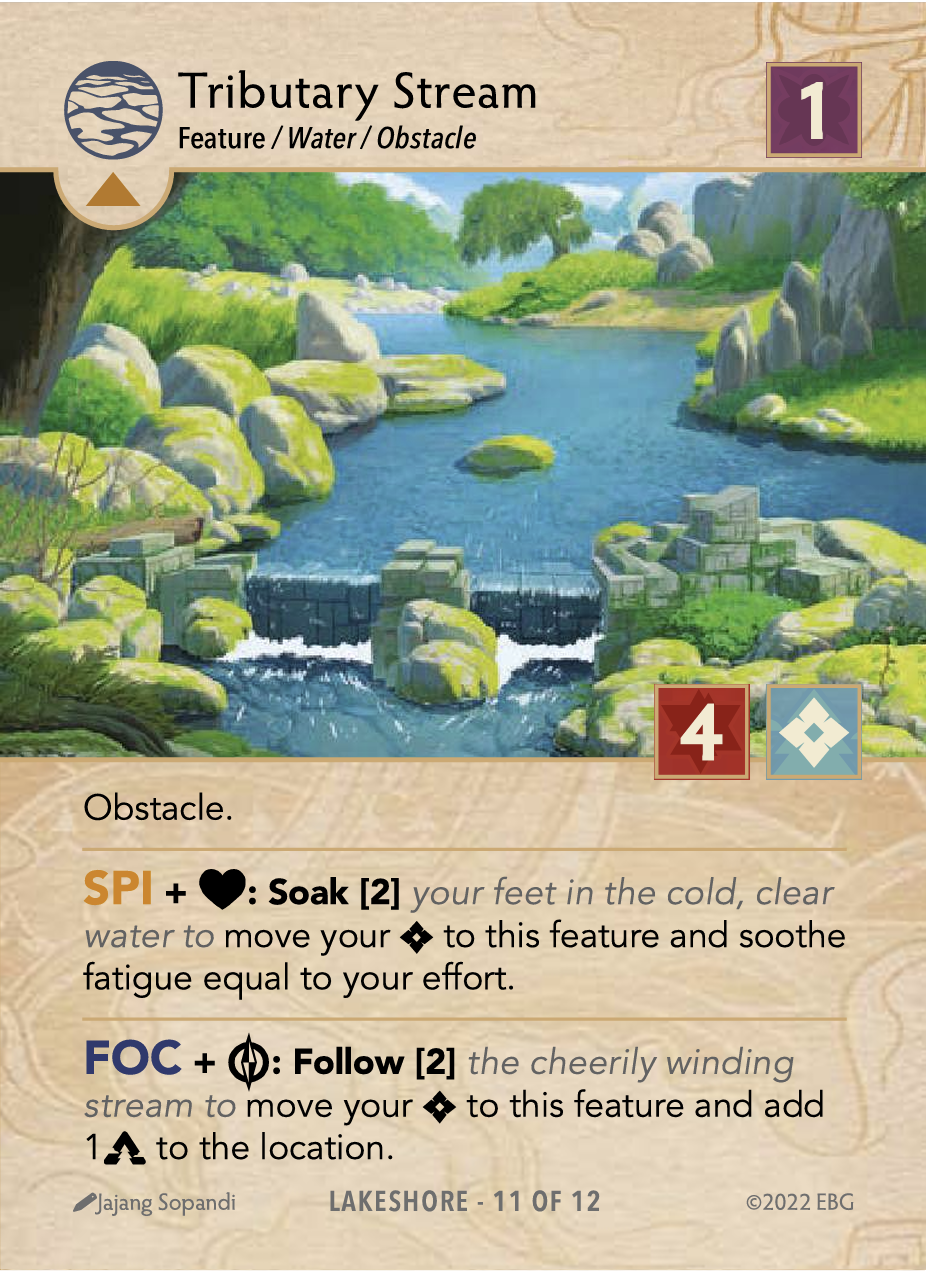 Tributary Stream
Feature / Water / Obstacle
1
4
Obstacle.
SPI + : Soak [2] your feet in the cold, clear
water to move your to this feature and soothe
fatigue equal to your effort.
FOC + : Follow [2] the cheerily winding
stream to move your to this feature and add
1 to the location.
Jajang Sopandi
LAKESHORE - 11 OF 12
©2022 EBG